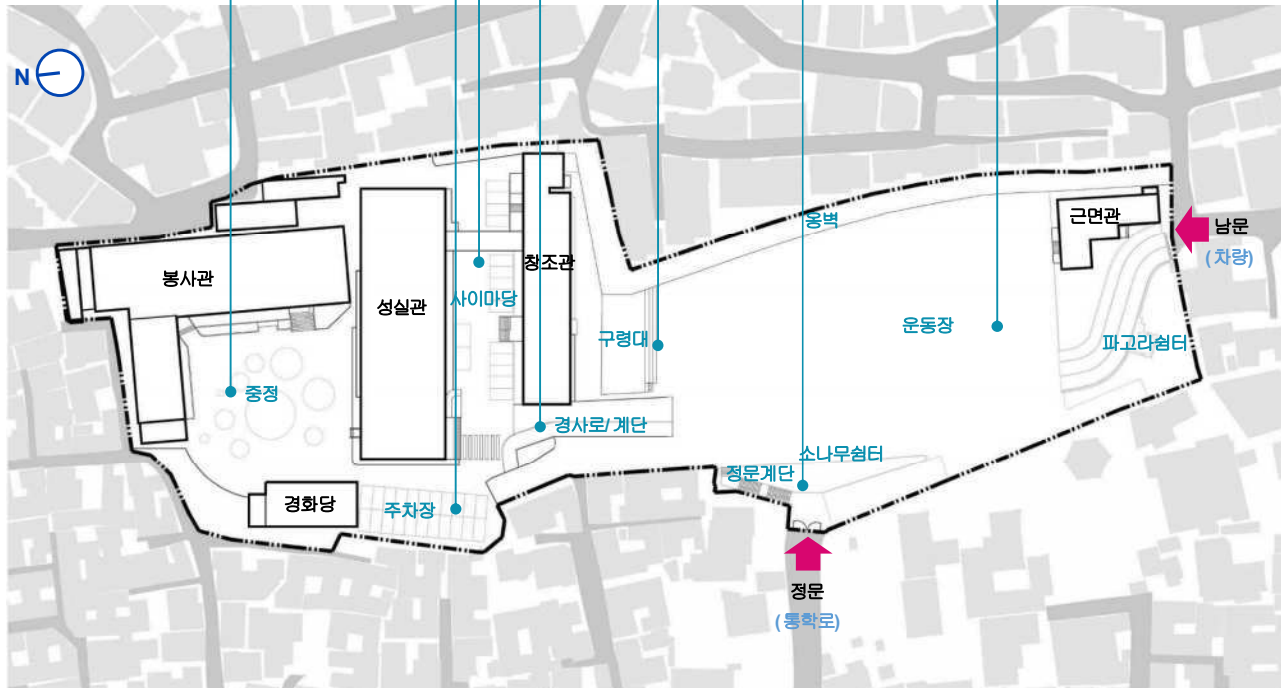 N
봉사관
성실관
사이마당
창조관
구령대
옹벽
운동장
근면관
남문
(차량)
파고라쉼터
중정
경사로/계단
경화당
주차장
정문계단
소나무쉼터
정문
(통학로)